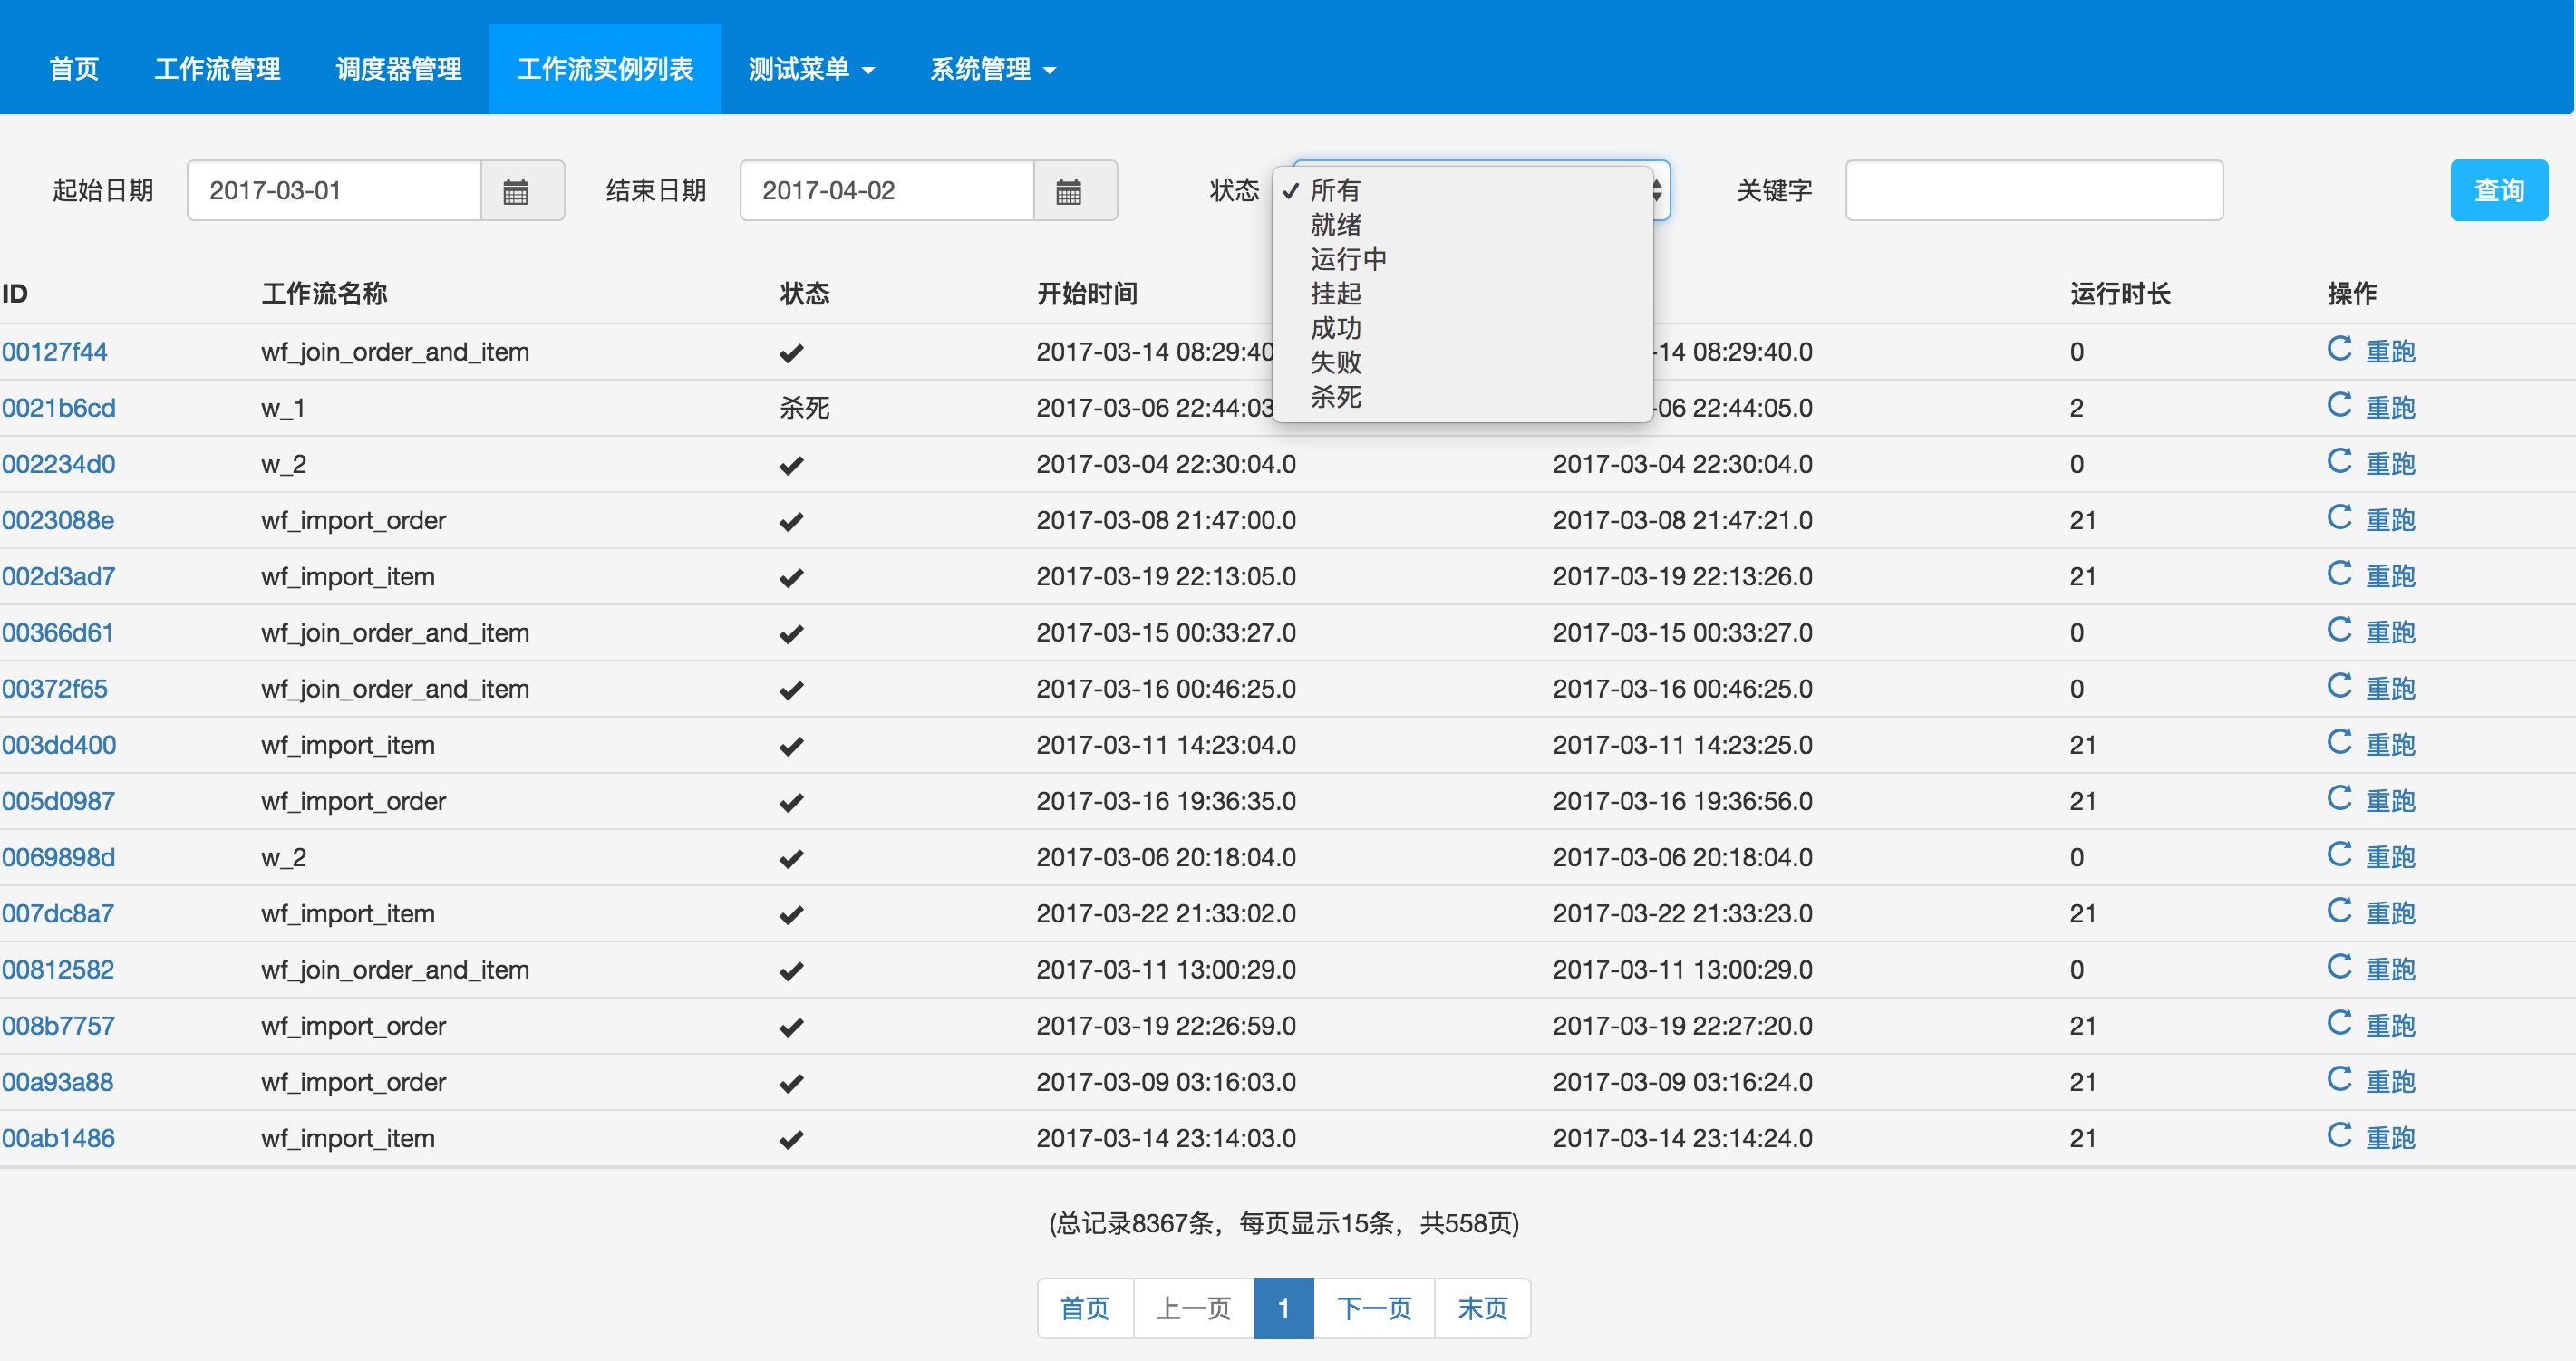 首页 工作流管理 调度器管理 工作流实例列表 测试菜单 系统管理
起始日期 2017-03-01 结束日期 2017-04-02 状态 关键字 查询
所有
就绪
运行中
挂起
成功
失败
杀死
ID 工作流名称 状态 开始时间 运行时长 操作
00127f44 wf_join_order_and_item 2017-03-14 08:29:40 -14 08:29:40.0 0 重跑
0021b6cd w_1 杀死 2017-03-06 22:44:03 -06 22:44:05.0 2 重跑
002234d0 w_2 2017-03-04 22:30:04.0 2017-03-04 22:30:04.0 0 重跑
0023088e wf_import_order 2017-03-08 21:47:00.0 2017-03-08 21:47:21.0 21 重跑
002d3ad7 wf_import_item 2017-03-19 22:13:05.0 2017-03-19 22:13:26.0 21 重跑
00366d61 wf_join_order_and_item 2017-03-15 00:33:27.0 2017-03-15 00:33:27.0 0 重跑
00372f65 wf_join_order_and_item 2017-03-16 00:46:25.0 2017-03-16 00:46:25.0 0 重跑
003dd400 wf_import_item 2017-03-11 14:23:04.0 2017-03-11 14:23:25.0 21 重跑
005d0987 wf_import_order 2017-03-16 19:36:35.0 2017-03-16 19:36:56.0 21 重跑
0069898d w_2 2017-03-06 20:18:04.0 2017-03-06 20:18:04.0 0 重跑
007dc8a7 wf_import_item 2017-03-22 21:33:02.0 2017-03-22 21:33:23.0 21 重跑
00812582 wf_join_order_and_item 2017-03-11 13:00:29.0 2017-03-11 13:00:29.0 0 重跑
008b7757 wf_import_order 2017-03-19 22:26:59.0 2017-03-19 22:27:20.0 21 重跑
00a93a88 wf_import_order 2017-03-09 03:16:03.0 2017-03-09 03:16:24.0 21 重跑
00ab1486 wf_import_item 2017-03-14 23:14:03.0 2017-03-14 23:14:24.0 21 重跑
(总记录8367条，每页显示15条，共558页)
首页 上一页 1 下一页 末页